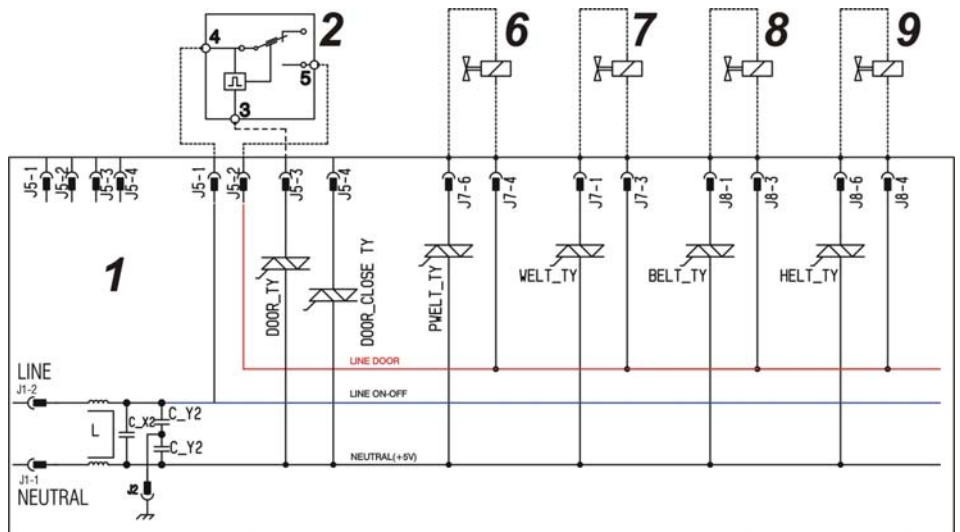 2
6
7
8
9
4
5
3
J5-1
J5-2
J5-3
J5-4
J5-1
J5-2
J5-3
J5-4
J7-6
J7-4
J7-1
J7-3
J8-1
J8-3
J8-6
J8-4
1
DOOR_TY
DOOR_CLOSE TY
PWELT_TY
WELT_TY
BELT_TY
HELT_TY
LINE DOOR
LINE
J1-2
LINE ON-OFF
L
C_X2
C_Y2
C_Y2
NEUTRAL(+5V)
J1-1
J2
NEUTRAL